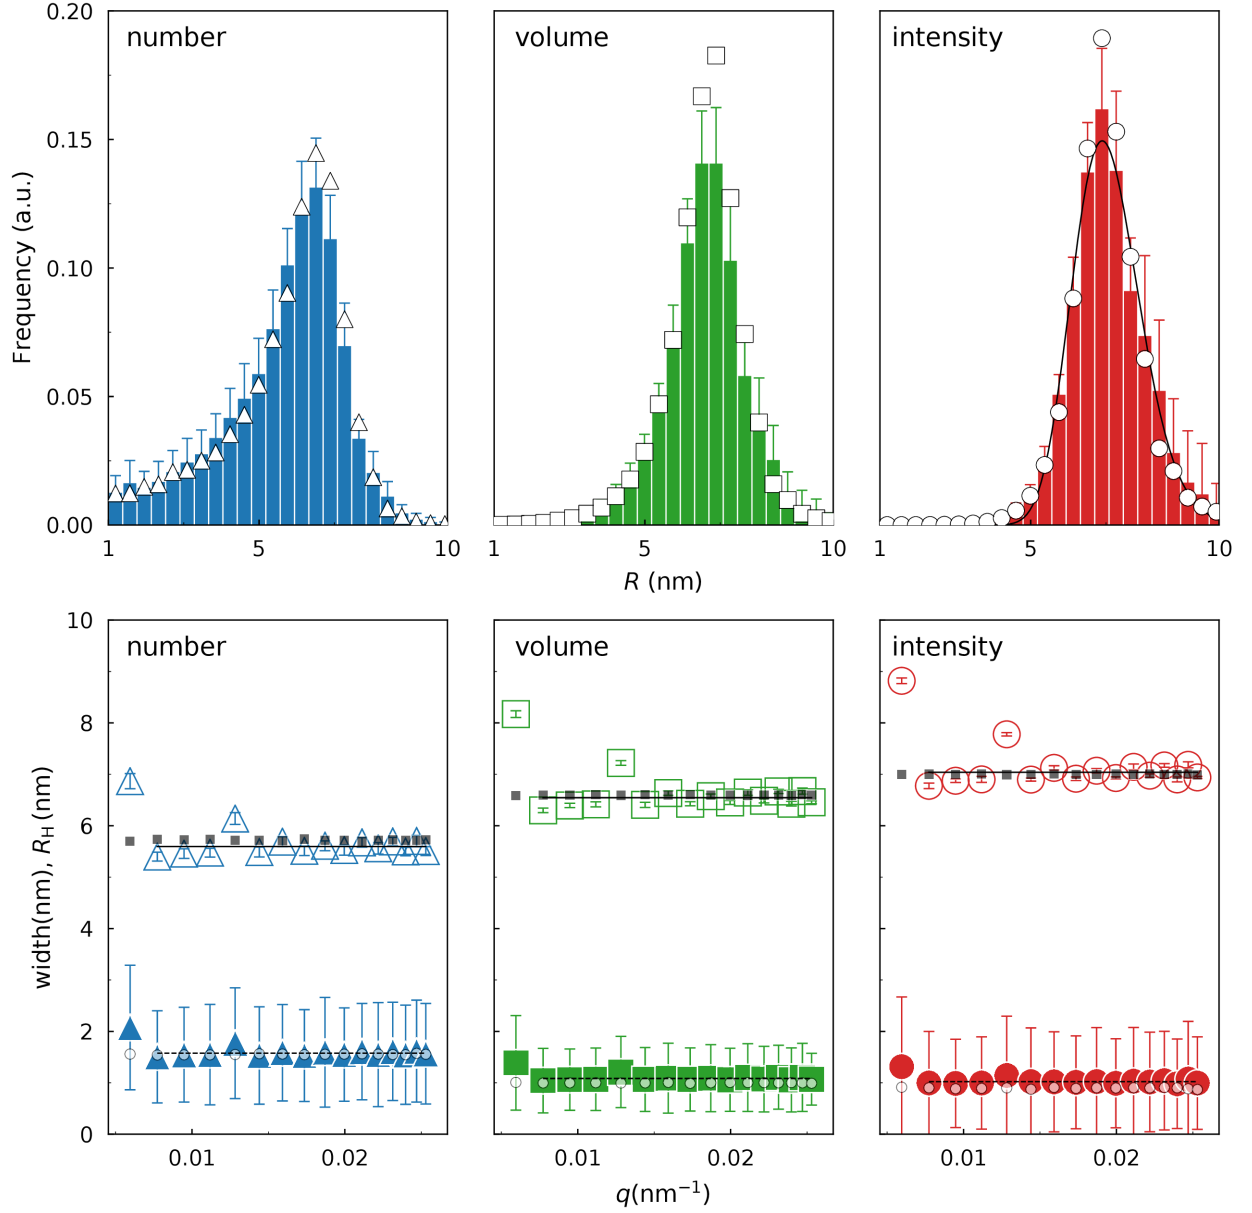 number
volume
intensity
0.20
0.15
0.10
0.05
0.00
Frequency (a.u.)
1 5 10
1 5 10
1 5 10
R (nm)
number
volume
intensity
10
8
6
4
2
0
width(nm), R_H (nm)
0.01 0.02
0.01 0.02
0.01 0.02
q(nm⁻¹)